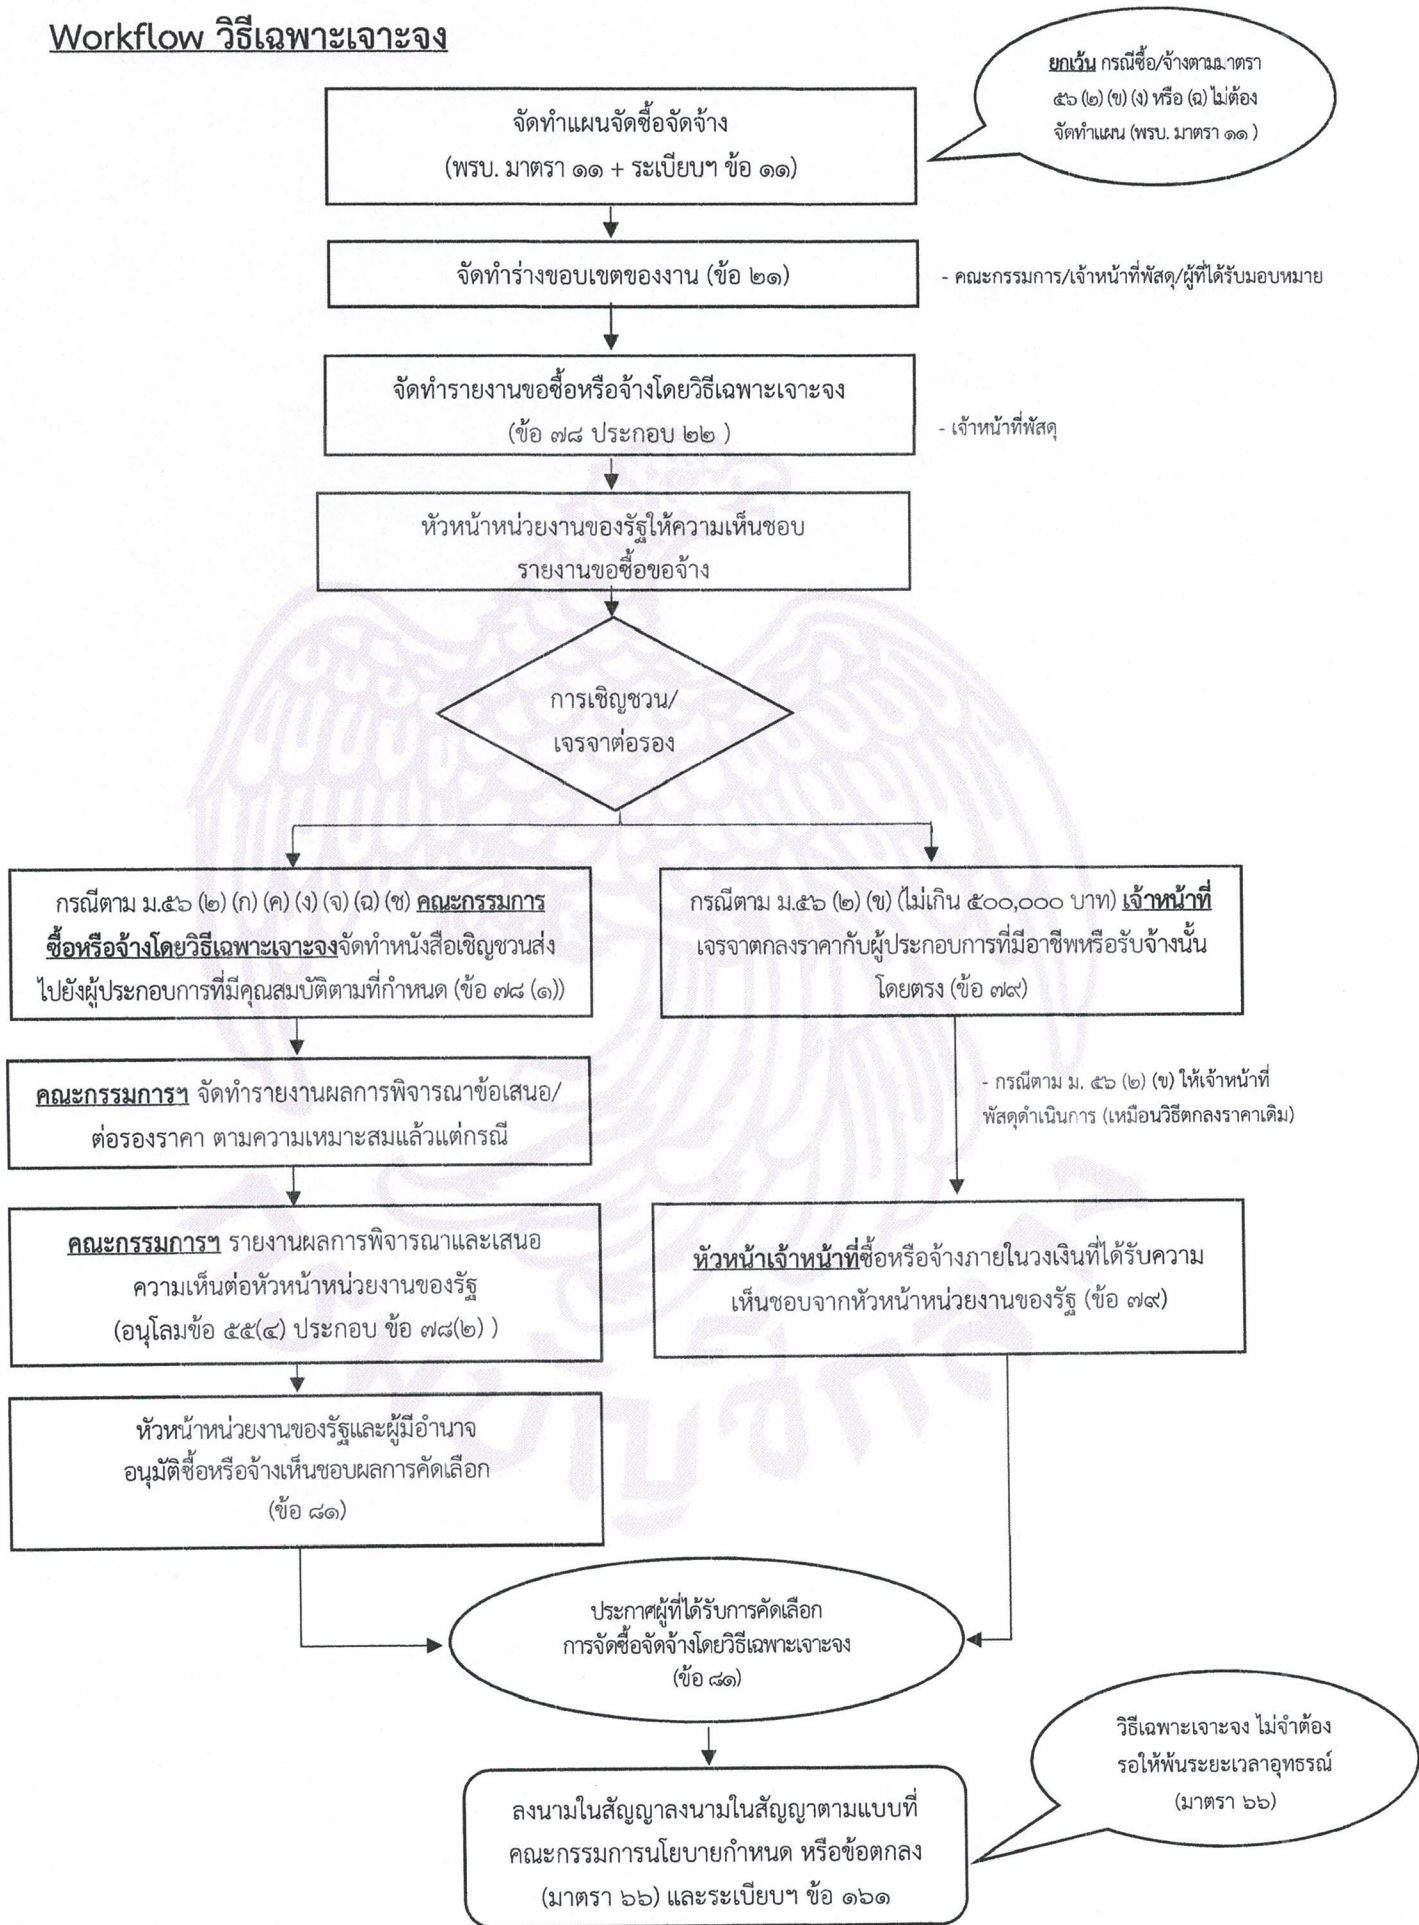 Workflow วิธีเฉพาะเจาะจง
ยกเว้น กรณีซื้อ/จ้างตามมาตรา
๕๖ (๒) (ข) (ง) หรือ (ฉ) ไม่ต้อง
จัดทำแผน (พรบ. มาตรา ๑๑ )
จัดทำแผนจัดซื้อจัดจ้าง
(พรบ. มาตรา ๑๑ + ระเบียบฯ ข้อ ๑๑)
จัดทำร่างขอบเขตของงาน (ข้อ ๒๑)
- คณะกรรมการ/เจ้าหน้าที่พัสดุ/ผู้ที่ได้รับมอบหมาย
จัดทำรายงานขอซื้อหรือจ้างโดยวิธีเฉพาะเจาะจง
(ข้อ ๗๘ ประกอบ ๒๒ )
- เจ้าหน้าที่พัสดุ
หัวหน้าหน่วยงานของรัฐให้ความเห็นชอบ
รายงานขอซื้อขอจ้าง
การเชิญชวน/
เจรจาต่อรอง
กรณีตาม ม.๕๖ (๒) (ก) (ค) (ง) (จ) (ฉ) (ช) คณะกรรมการ
ซื้อหรือจ้างโดยวิธีเฉพาะเจาะจงจัดทำหนังสือเชิญชวนส่ง
ไปยังผู้ประกอบการที่มีคุณสมบัติตามที่กำหนด (ข้อ ๗๘ (๑))
กรณีตาม ม.๕๖ (๒) (ข) (ไม่เกิน ๕๐๐,๐๐๐ บาท) เจ้าหน้าที่
เจรจาตกลงราคากับผู้ประกอบการที่มีอาชีพหรือรับจ้างนั้น
โดยตรง (ข้อ ๗๙)
คณะกรรมการฯ จัดทำรายงานผลการพิจารณาข้อเสนอ/
ต่อรองราคา ตามความเหมาะสมแล้วแต่กรณี
- กรณีตาม ม. ๕๖ (๒) (ข) ให้เจ้าหน้าที่
พัสดุดำเนินการ (เหมือนวิธีตกลงราคาเดิม)
คณะกรรมการฯ รายงานผลการพิจารณาและเสนอ
ความเห็นต่อหัวหน้าหน่วยงานของรัฐ
(อนุโลมข้อ ๕๕(๔) ประกอบ ข้อ ๗๘(๒) )
หัวหน้าเจ้าหน้าที่ซื้อหรือจ้างภายในวงเงินที่ได้รับความ
เห็นชอบจากหัวหน้าหน่วยงานของรัฐ (ข้อ ๗๙)
หัวหน้าหน่วยงานของรัฐและผู้มีอำนาจ
อนุมัติซื้อหรือจ้างเห็นชอบผลการคัดเลือก
(ข้อ ๘๑)
ประกาศผู้ที่ได้รับการคัดเลือก
การจัดซื้อจัดจ้างโดยวิธีเฉพาะเจาะจง
(ข้อ ๘๑)
วิธีเฉพาะเจาะจง ไม่จำต้อง
รอให้พ้นระยะเวลาอุทธรณ์
(มาตรา ๖๖)
ลงนามในสัญญาลงนามในสัญญาตามแบบที่
คณะกรรมการนโยบายกำหนด หรือข้อตกลง
(มาตรา ๖๖) และระเบียบฯ ข้อ ๑๖๑